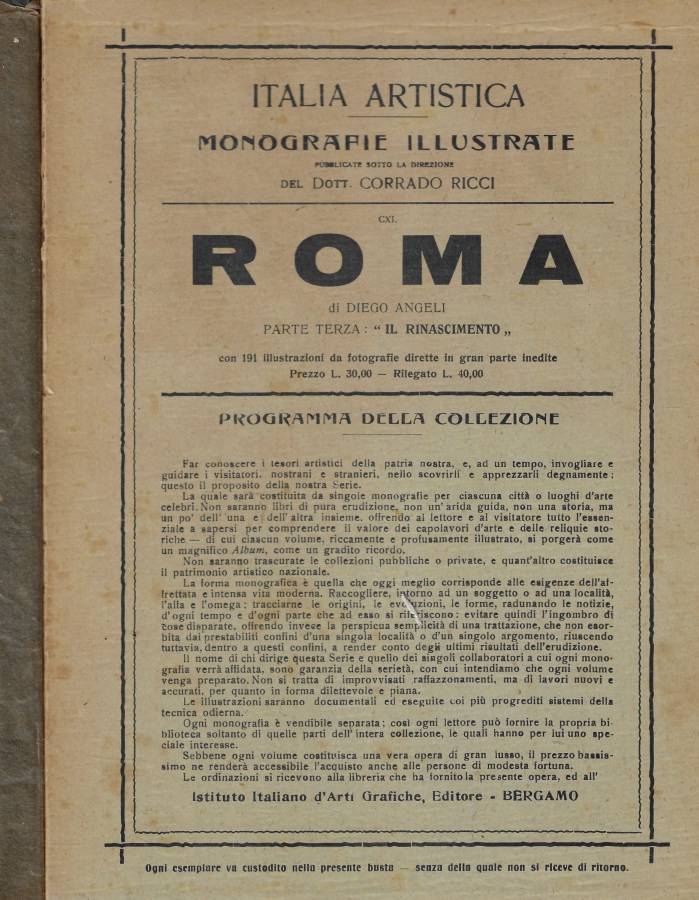 ITALIA ARTISTICA
MONOGRAFIE ILLUSTRATE
PUBBLICATE SOTTO LA DIREZIONE
DEL DOTT. CORRADO RICCI
CXI.
ROMA
di DIEGO ANGELI
PARTE TERZA: “ IL RINASCIMENTO „
con 191 illustrazioni da fotografie dirette in gran parte inedite
Prezzo L. 30,00 — Rilegato L. 40,00
PROGRAMMA DELLA COLLEZIONE
Far conoscere i tesori artistici della patria nostra, e, ad un tempo, invogliare e
guidare i visitatori, nostrani e stranieri, nello scovrirli e apprezzarli degnamente:
questo il proposito della nostra Serie.
La quale sarà costituita da singole monografie per ciascuna città o luoghi d'arte
celebri. Non saranno libri di pura erudizione, non un'arida guida, non una storia, ma
un po' dell'una e dell'altra insieme, offrendo al lettore e al visitatore tutto l'essen-
ziale a sapersi per comprendere il valore dei capolavori d'arte e delle reliquie sto-
riche — di cui ciascun volume, riccamente e profusamente illustrato, si porgerà come
un magnifico Album, come un gradito ricordo.
Non saranno trascurate le collezioni pubbliche o private, e quant'altro costituisce
il patrimonio artistico nazionale.
La forma monografica è quella che oggi meglio corrisponde alle esigenze dell'af-
frettata e intensa vita moderna. Raccogliere, intorno ad un soggetto o ad una località,
l'alfa e l'omega; tracciarne le origini, le evoluzioni, le forme, radunando le notizie,
d'ogni tempo e d'ogni parte che ad esso si riferiscono: evitare quindi l'ingombro di
cose disparate, offrendo invece la perspicua semplicità di una trattazione, che non esor-
bita dai prestabiliti confini d'una singola località o d'un singolo argomento, riuscendo
tuttavia, dentro a questi confini, a render conto degli ultimi risultati dell'erudizione.
Il nome di chi dirige questa Serie e quello dei singoli collaboratori a cui ogni mono-
grafia verrà affidata, sono garanzia della serietà, con cui intendiamo che ogni volume
venga preparato. Non si tratta di improvvisati raffazzonamenti, ma di lavori nuovi e
accurati, per quanto in forma dilettevole e piana.
Le illustrazioni saranno documentali ed eseguite coi più progrediti sistemi della
tecnica odierna.
Ogni monografia è vendibile separata; così ogni lettore può fornire la propria bi-
blioteca soltanto di quelle parti dell'intera collezione, le quali hanno per lui uno spe-
ciale interesse.
Sebbene ogni volume costituisca una vera opera di gran lusso, il prezzo bassis-
simo ne renderà accessibile l'acquisto anche alle persone di modesta fortuna.
Le ordinazioni si ricevono alla libreria che ha fornito la presente opera, ed all'
Istituto Italiano d'Arti Grafiche, Editore - BERGAMO
Ogni esemplare va custodito nella presente busta — senza della quale non si riceve di ritorno.